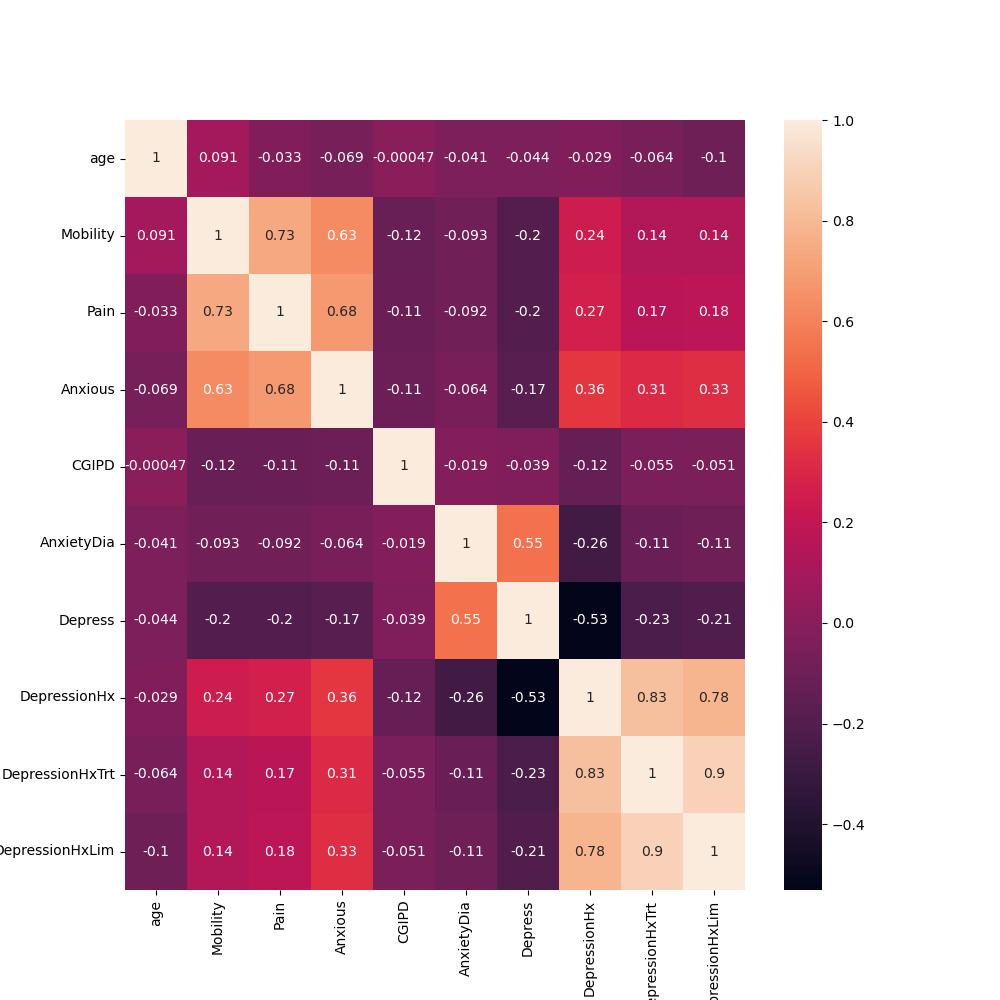 age 1 0.091 -0.033 -0.069 -0.00047 -0.041 -0.044 -0.029 -0.064 -0.1
Mobility 0.091 1 0.73 0.63 -0.12 -0.093 -0.2 0.24 0.14 0.14
Pain -0.033 0.73 1 0.68 -0.11 -0.092 -0.2 0.27 0.17 0.18
Anxious -0.069 0.63 0.68 1 -0.11 -0.064 -0.17 0.36 0.31 0.33
CGIPD -0.00047 -0.12 -0.11 -0.11 1 -0.019 -0.039 -0.12 -0.055 -0.051
AnxietyDia -0.041 -0.093 -0.092 -0.064 -0.019 1 0.55 -0.26 -0.11 -0.11
Depress -0.044 -0.2 -0.2 -0.17 -0.039 0.55 1 -0.53 -0.23 -0.21
DepressionHx -0.029 0.24 0.27 0.36 -0.12 -0.26 -0.53 1 0.83 0.78
DepressionHxTrt -0.064 0.14 0.17 0.31 -0.055 -0.11 -0.23 0.83 1 0.9
DepressionHxLim -0.1 0.14 0.18 0.33 -0.051 -0.11 -0.21 0.78 0.9 1
age Mobility Pain Anxious CGIPD AnxietyDia Depress DepressionHx epressionHxTrt pressionHxLim
1.0
0.8
0.6
0.4
0.2
0.0
−0.2
−0.4